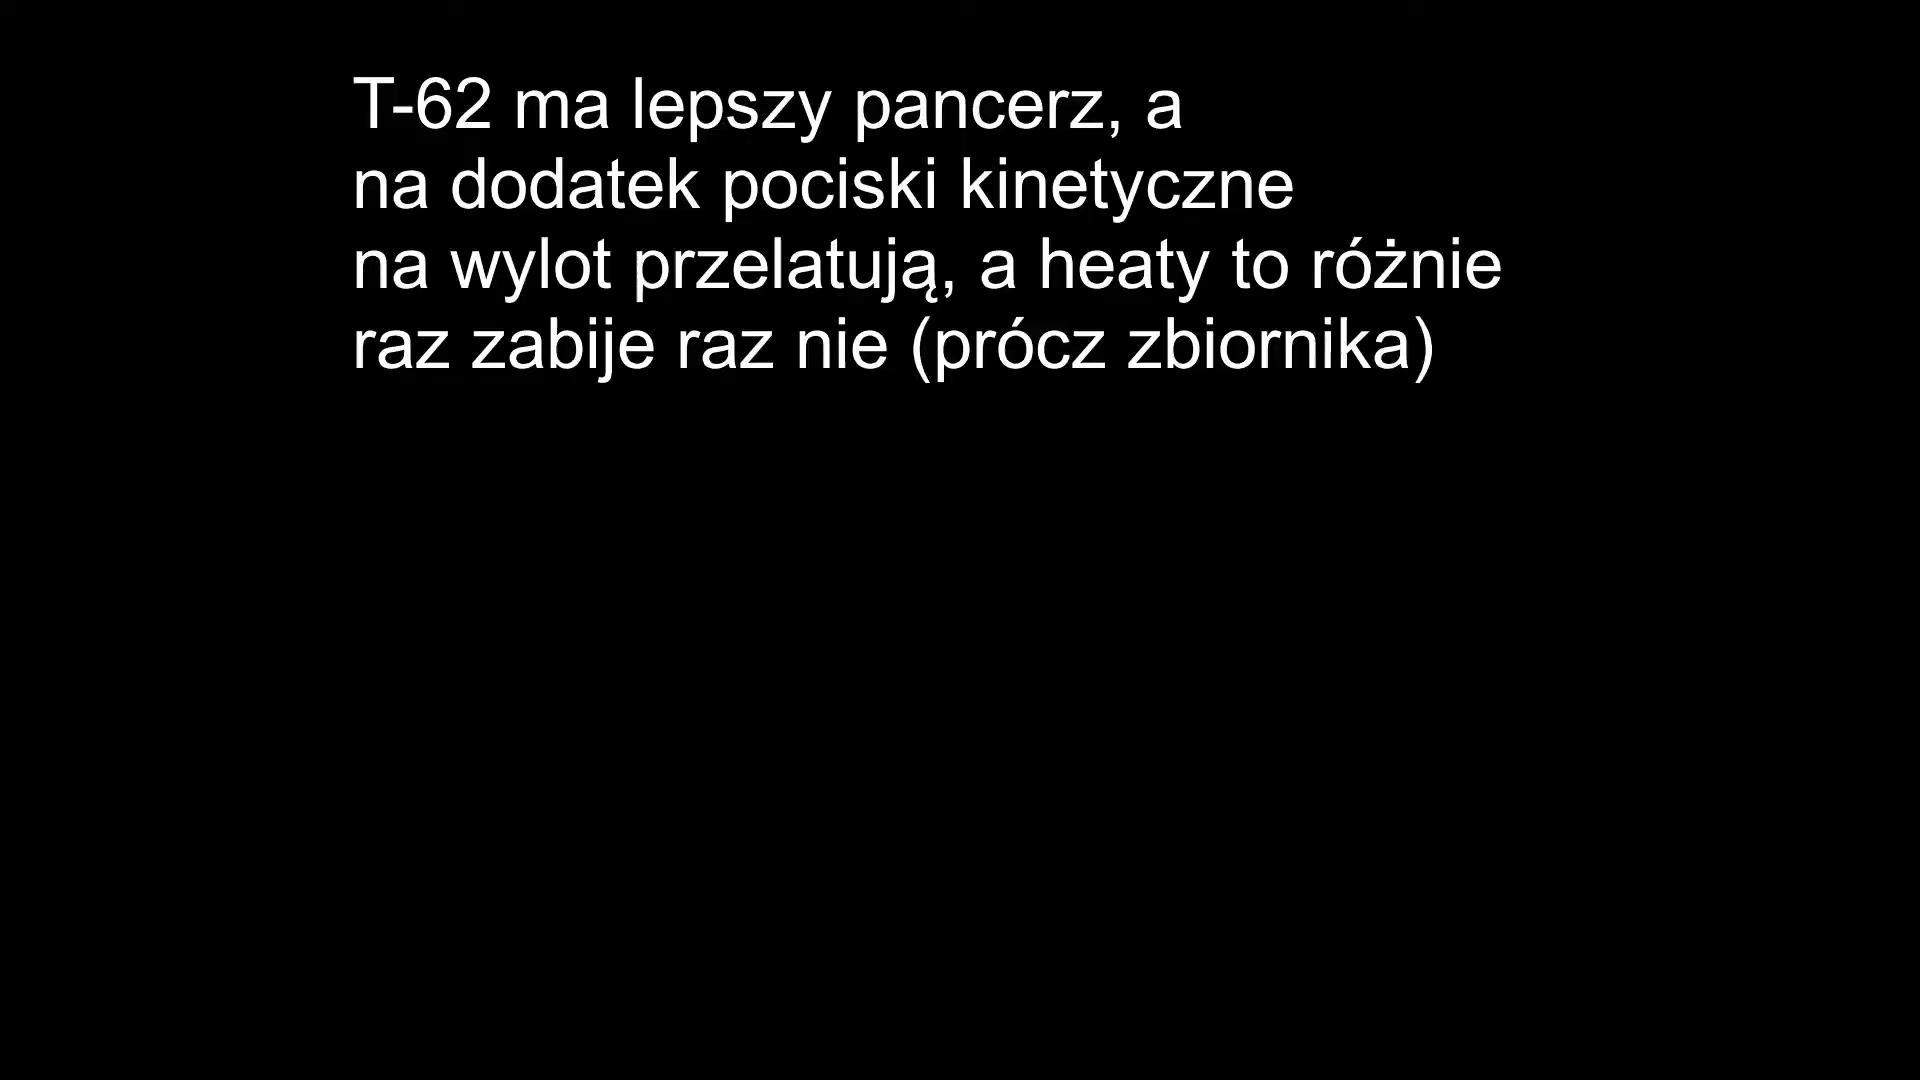 T-62 ma lepszy pancerz, a
na dodatek pociski kinetyczne
na wylot przelatują, a heaty to różnie
raz zabije raz nie (prócz zbiornika)